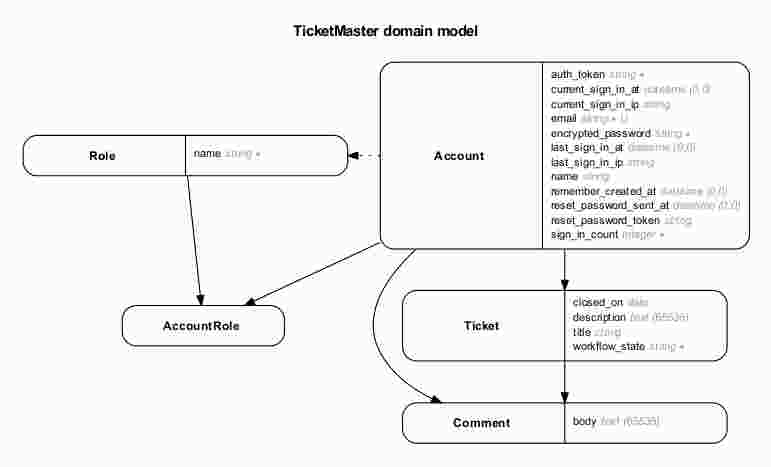 TicketMaster domain model
Role
name string *
Account
auth_token string *
current_sign_in_at datetime (0,0)
current_sign_in_ip string
email string * U
encrypted_password string *
last_sign_in_at datetime (0,0)
last_sign_in_ip string
name string
remember_created_at datetime (0,0)
reset_password_sent_at datetime (0,0)
reset_password_token string
sign_in_count integer *
AccountRole
Ticket
closed_on date
description text (65535)
title string
workflow_state string *
Comment
body text (65535)